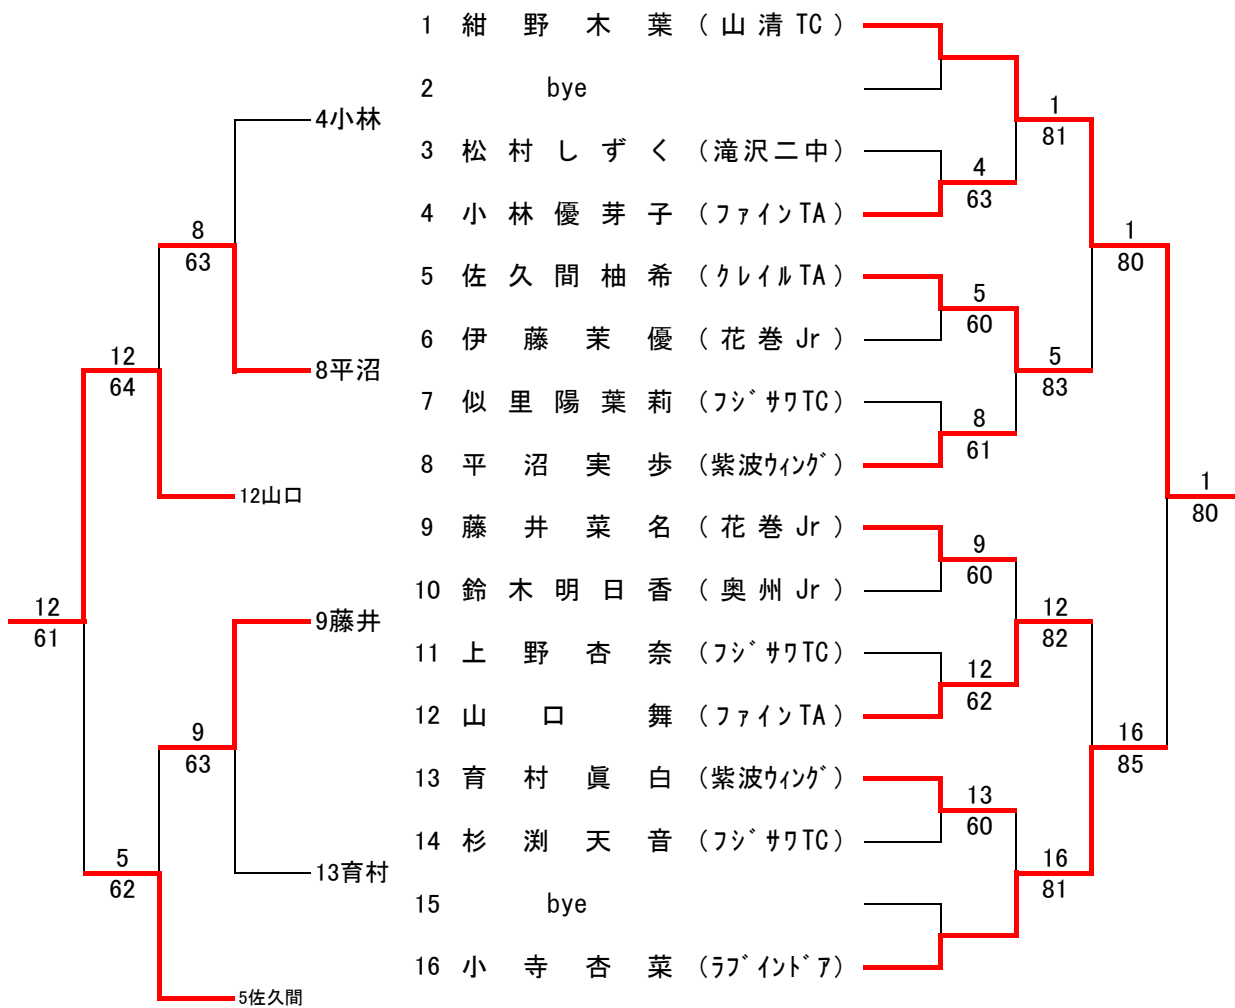 1 紺野木葉 (山清TC)
2 bye
3 松村しずく (滝沢二中)
4 小林優芽子 (ファインTA)
5 佐久間柚希 (クレイルTA)
6 伊藤茉優 (花巻Jr)
7 似里陽葉莉 (フジサワTC)
8 平沼実歩 (紫波ウィング)
9 藤井菜名 (花巻Jr)
10 鈴木明日香 (奥州Jr)
11 上野杏奈 (フジサワTC)
12 山口舞 (ファインTA)
13 育村眞白 (紫波ウィング)
14 杉渕天音 (フジサワTC)
15 bye
16 小寺杏菜 (ラブインドア)
4
63
5
60
8
61
9
60
12
62
13
60
1
81
5
83
12
82
16
81
1
80
16
85
1
80
4小林
8平沼
12山口
9藤井
13育村
5佐久間
8
63
12
64
9
63
5
62
12
61